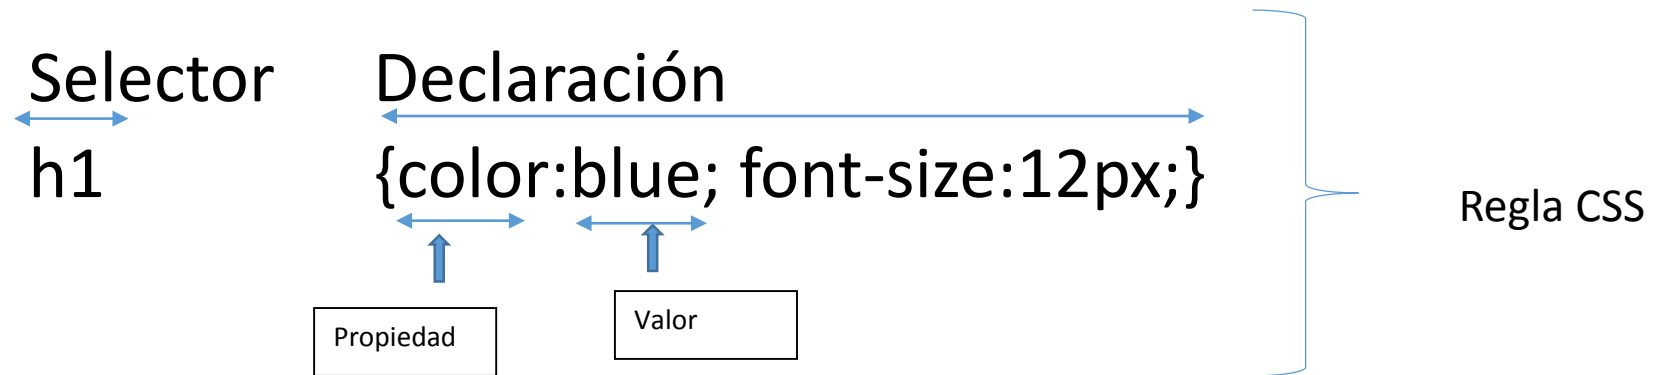 Selector Declaración
h1 {color:blue; font-size:12px;}
Regla CSS
Propiedad
Valor